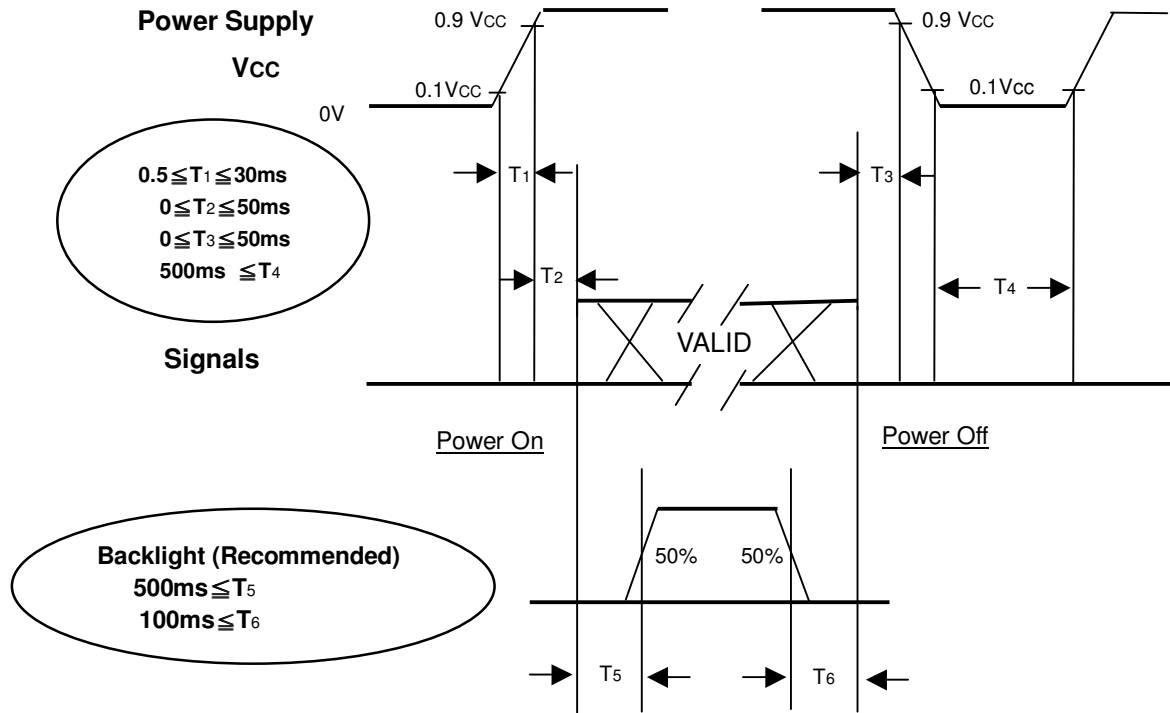 Power Supply
VCC
0.9 VCC
0.1VCC
0V
0.9 VCC
0.1Vcc
0.5≦T1≦30ms
0≦T2≦50ms
0≦T3≦50ms
500ms ≦T4
T1
T2
T3
T4
Signals
VALID
Power On
Power Off
Backlight (Recommended)
500ms≦T5
100ms≦T6
50%
50%
T5
T6